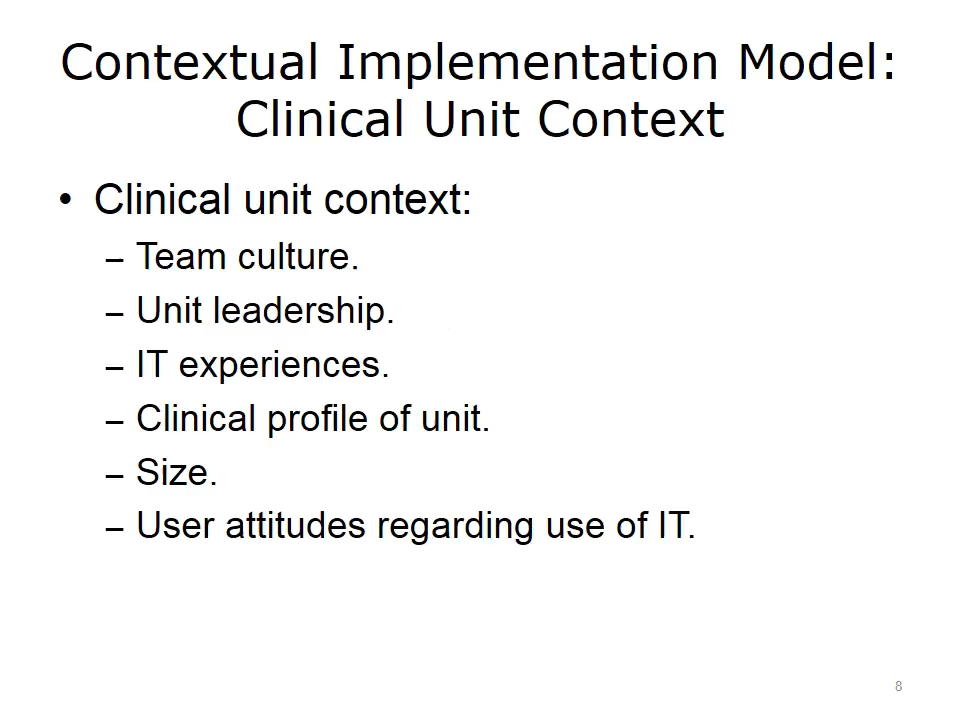 Contextual Implementation Model:
Clinical Unit Context
• Clinical unit context:
– Team culture.
– Unit leadership.
– IT experiences.
– Clinical profile of unit.
– Size.
– User attitudes regarding use of IT.
8